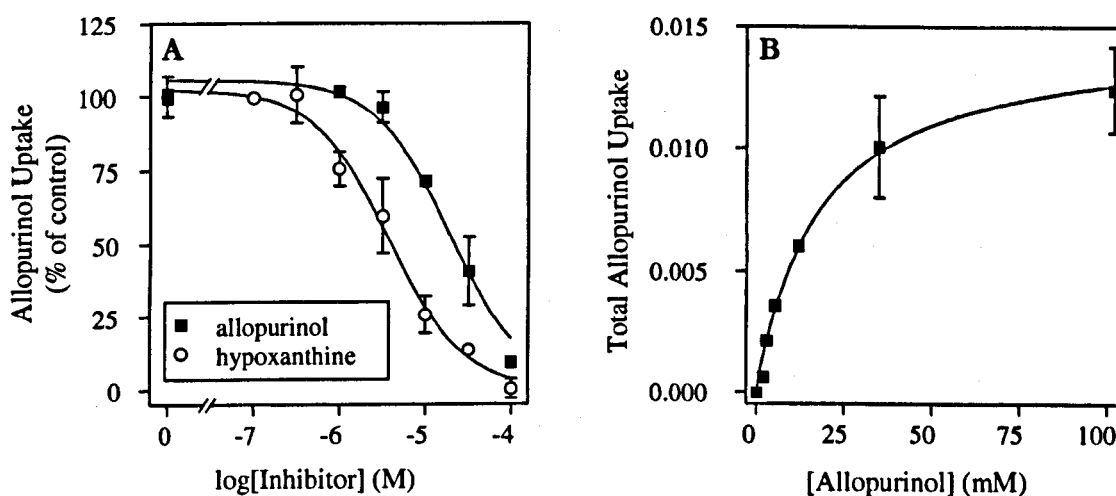 A
125
100
75
50
25
0
Allopurinol Uptake
(% of control)
allopurinol
hypoxanthine
0 -7 -6 -5 -4
log[Inhibitor] (M)
B
0.015
0.010
0.005
0.000
Total Allopurinol Uptake
0 25 50 75 100
[Allopurinol] (mM)